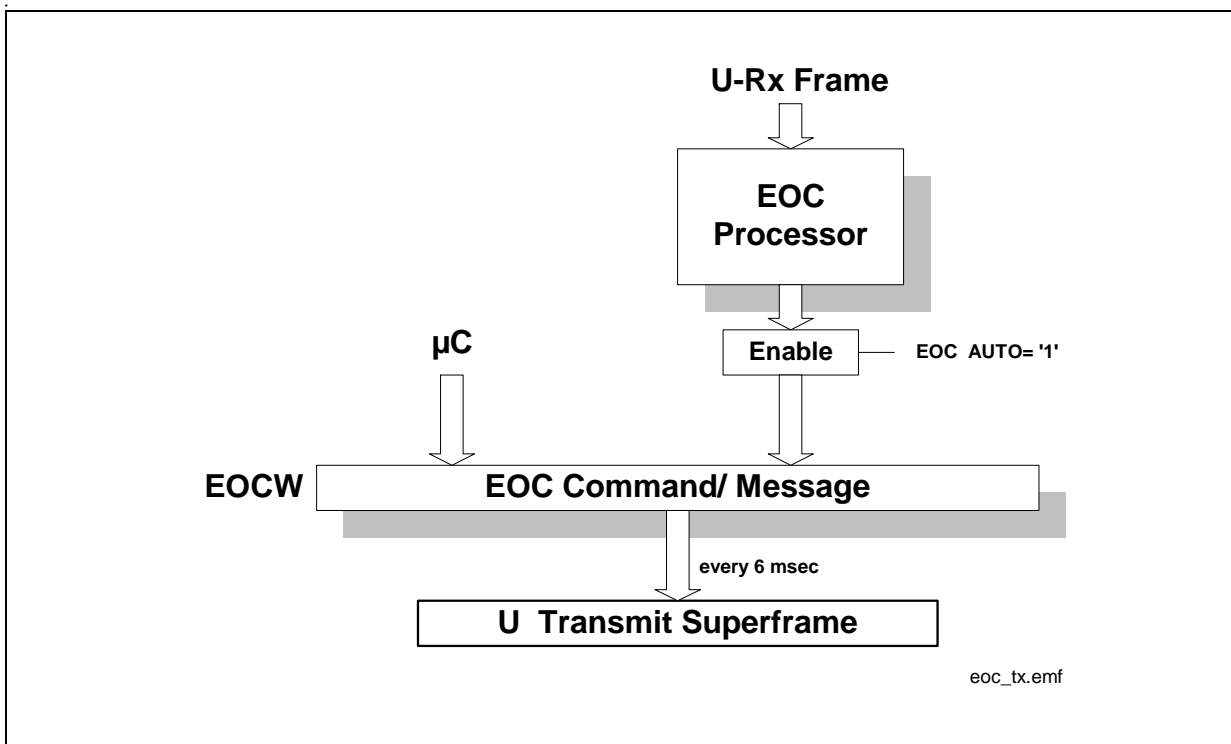 U-Rx Frame
EOC
Processor
µC
Enable
EOC AUTO= '1'
EOCW
EOC Command/ Message
every 6 msec
U Transmit Superframe
eoc_tx.emf